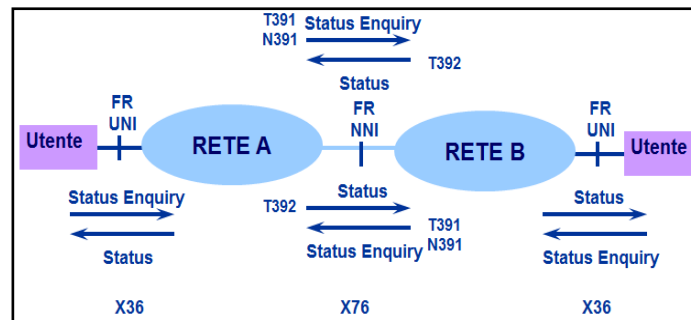 T391
N391
Status Enquiry
T392
Status
FR
UNI
FR
NNI
FR
UNI
Utente
RETE A
RETE B
Utente
Status Enquiry
Status
T392
Status
Status Enquiry
T391
N391
Status
Status Enquiry
X36
X76
X36